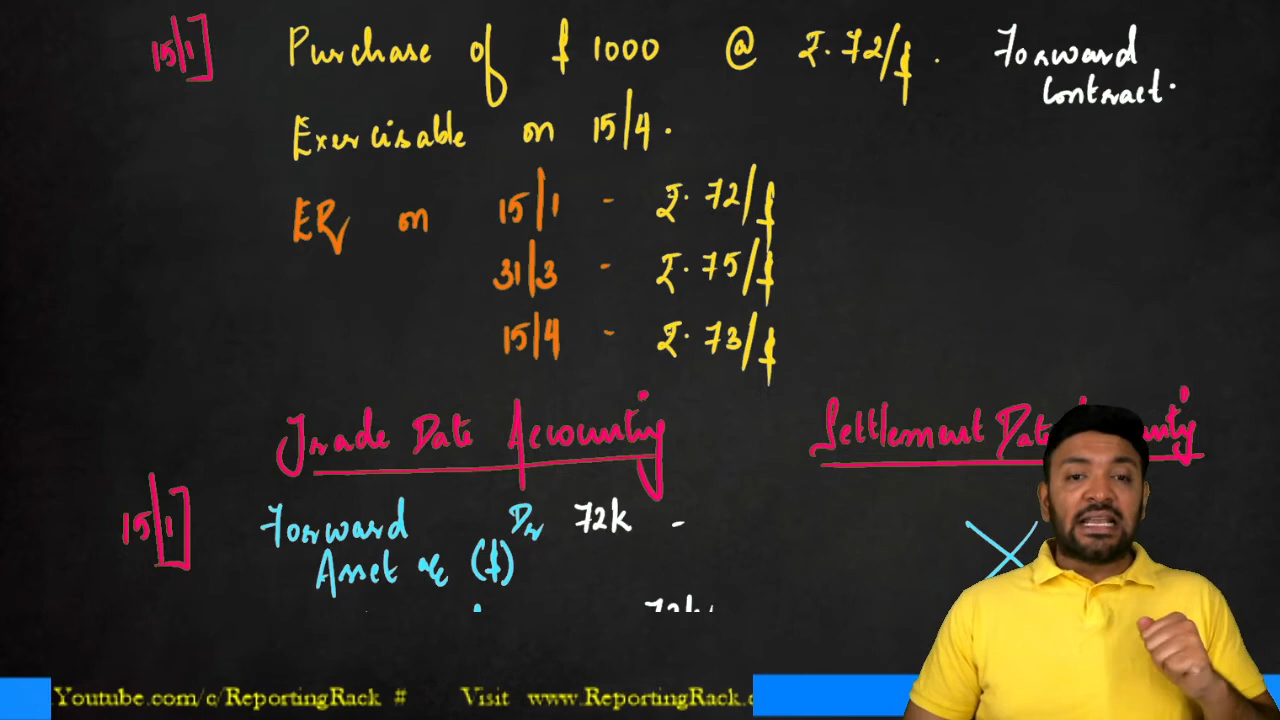 15/1] Purchase of $ 1000 @ ₹. 72/$. Forward Contract.
Exercisable on 15/4.
ER on 15/1 - ₹. 72/$
31/3 - ₹. 75/$
15/4 - ₹. 73/$
Trade Date Accounting
Settlement
15/1] Forward Dr 72k -
Asset a/c ($)
Youtube.com/c/ReportingRack # Visit www.ReportingRack.c